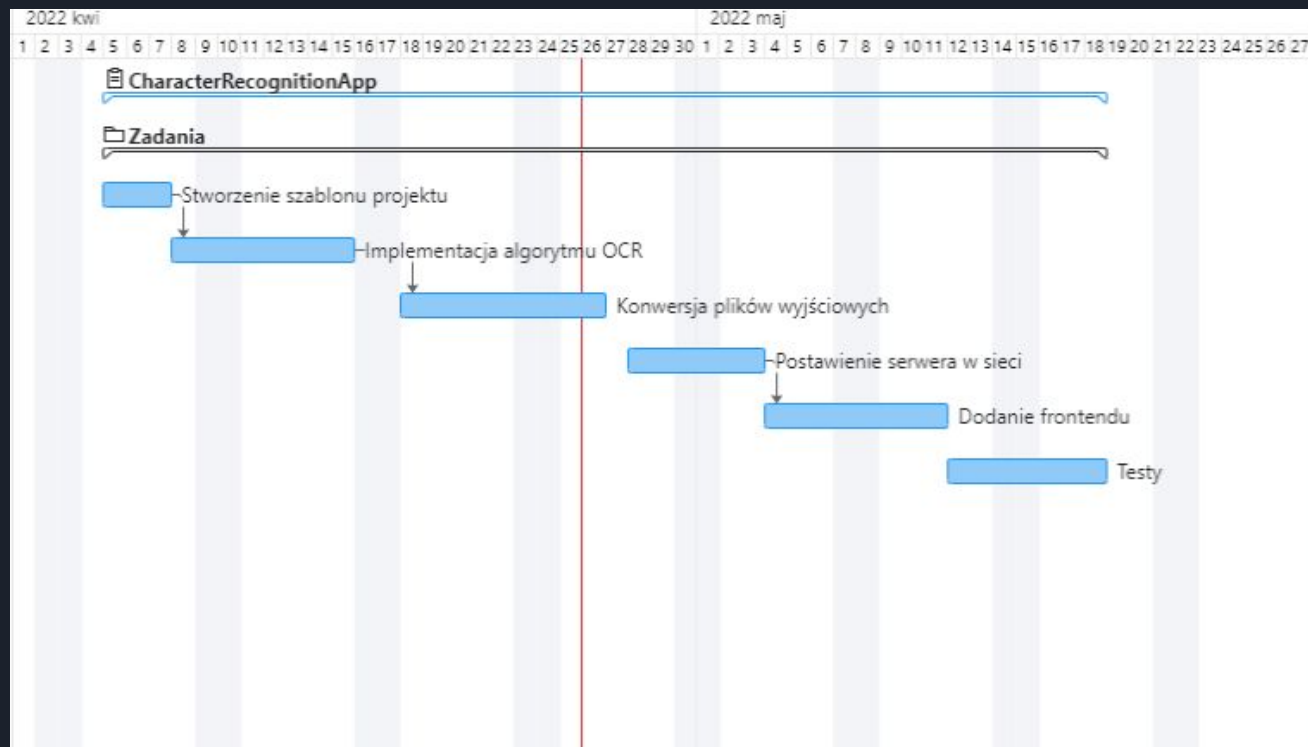 2022 kwi 2022 maj
1 2 3 4 5 6 7 8 9 10 11 12 13 14 15 16 17 18 19 20 21 22 23 24 25 26 27 28 29 30 1 2 3 4 5 6 7 8 9 10 11 12 13 14 15 16 17 18 19 20 21 22 23 24 25 26 27
CharacterRecognitionApp
Zadania
Stworzenie szablonu projektu
Implementacja algorytmu OCR
Konwersja plików wyjściowych
Postawienie serwera w sieci
Dodanie frontendu
Testy